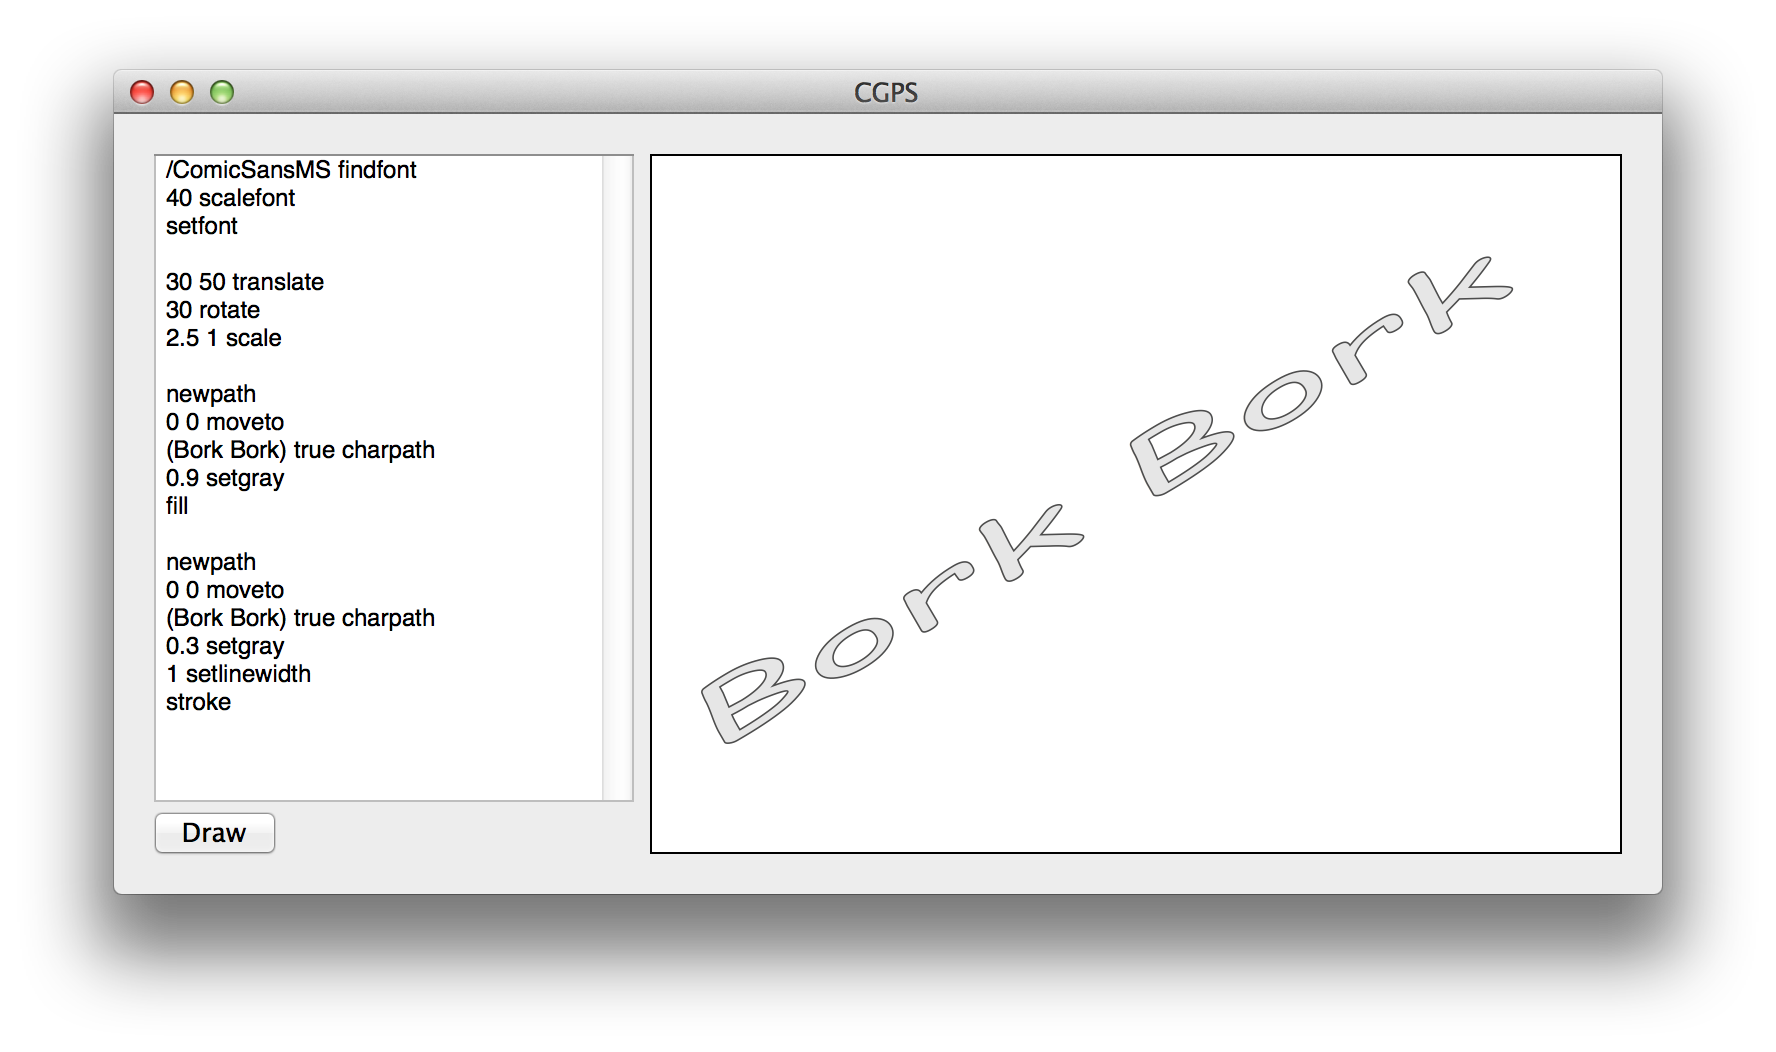 CGPS
/ComicSansMS findfont
40 scalefont
setfont
30 50 translate
30 rotate
2.5 1 scale
newpath
0 0 moveto
(Bork Bork) true charpath
0.9 setgray
fill
newpath
0 0 moveto
(Bork Bork) true charpath
0.3 setgray
1 setlinewidth
stroke
Draw
Bork Bork